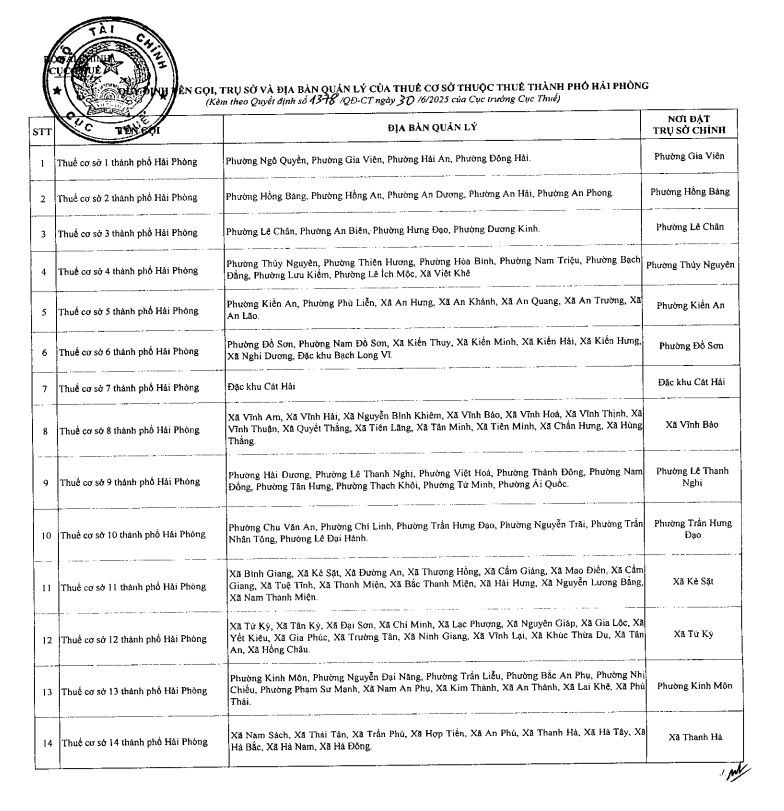 BỘ TÀI CHÍNH
BỘ TÀI CHÍNH
CỤC THUẾ
CỤC THUẾ
QUY ĐỊNH TÊN GỌI, TRỤ SỞ VÀ ĐỊA BÀN QUẢN LÝ CỦA THUẾ CƠ SỞ THUỘC THUẾ THÀNH PHỐ HẢI PHÒNG
(Kèm theo Quyết định số 1378 /QĐ-CT ngày 30 /6/2025 của Cục trưởng Cục Thuế)
STT TÊN GỌI ĐỊA BÀN QUẢN LÝ NƠI ĐẶT
TRỤ SỞ CHÍNH
1 Thuế cơ sở 1 thành phố Hải Phòng Phường Ngô Quyền, Phường Gia Viên, Phường Hải An, Phường Đông Hải. Phường Gia Viên
2 Thuế cơ sở 2 thành phố Hải Phòng Phường Hồng Bàng, Phường Hồng An, Phường An Dương, Phường An Hải, Phường An Phong. Phường Hồng Bàng
3 Thuế cơ sở 3 thành phố Hải Phòng Phường Lê Chân, Phường An Biên, Phường Hưng Đạo, Phường Dương Kinh. Phường Lê Chân
4 Thuế cơ sở 4 thành phố Hải Phòng Phường Thủy Nguyên, Phường Thiên Hương, Phường Hòa Bình, Phường Nam Triệu, Phường Bạch Phường Thủy Nguyên
Đằng, Phường Lưu Kiếm, Phường Lê Ích Mộc, Xã Việt Khê
5 Thuế cơ sở 5 thành phố Hải Phòng Phường Kiến An, Phường Phù Liễn, Xã An Hưng, Xã An Khánh, Xã An Quang, Xã An Trường, Xã Phường Kiến An
An Lão.
6 Thuế cơ sở 6 thành phố Hải Phòng Phường Đồ Sơn, Phường Nam Đồ Sơn, Xã Kiến Thụy, Xã Kiến Minh, Xã Kiến Hải, Xã Kiến Hưng, Phường Đồ Sơn
Xã Nghi Dương, Đặc khu Bạch Long Vĩ.
7 Thuế cơ sở 7 thành phố Hải Phòng Đặc khu Cát Hải Đặc khu Cát Hải
8 Thuế cơ sở 8 thành phố Hải Phòng Xã Vĩnh Am, Xã Vĩnh Hải, Xã Nguyễn Bỉnh Khiêm, Xã Vĩnh Bảo, Xã Vĩnh Hoà, Xã Vĩnh Thịnh, Xã Xã Vĩnh Bảo
Vĩnh Thuận, Xã Quyết Thắng, Xã Tiên Lãng, Xã Tân Minh, Xã Tiên Minh, Xã Chấn Hưng, Xã Hùng
Thắng.
9 Thuế cơ sở 9 thành phố Hải Phòng Phường Hải Dương, Phường Lê Thanh Nghị, Phường Việt Hoà, Phường Thành Đông, Phường Nam Phường Lê Thanh
Đồng, Phường Tân Hưng, Phường Thạch Khôi, Phường Tứ Minh, Phường Ái Quốc. Nghị
10 Thuế cơ sở 10 thành phố Hải Phòng Phường Chu Văn An, Phường Chí Linh, Phường Trần Hưng Đạo, Phường Nguyễn Trãi, Phường Trần Phường Trần Hưng
Nhân Tông, Phường Lê Đại Hành. Đạo
11 Thuế cơ sở 11 thành phố Hải Phòng Xã Bình Giang, Xã Kẻ Sặt, Xã Đường An, Xã Thượng Hồng, Xã Cẩm Giàng, Xã Mao Điền, Xã Cẩm Xã Kẻ Sặt
Giang, Xã Tuệ Tĩnh, Xã Thanh Miện, Xã Bắc Thanh Miện, Xã Hải Hưng, Xã Nguyễn Lương Bằng,
Xã Nam Thanh Miện.
12 Thuế cơ sở 12 thành phố Hải Phòng Xã Tứ Kỳ, Xã Tân Kỳ, Xã Đại Sơn, Xã Chí Minh, Xã Lạc Phượng, Xã Nguyên Giáp, Xã Gia Lộc, Xã Xã Tứ Kỳ
Yết Kiêu, Xã Gia Phúc, Xã Trường Tân, Xã Ninh Giang, Xã Vĩnh Lại, Xã Khúc Thừa Dụ, Xã Tân
An, Xã Hồng Châu.
13 Thuế cơ sở 13 thành phố Hải Phòng Phường Kinh Môn, Phường Nguyễn Đại Năng, Phường Trần Liễu, Phường Bắc An Phụ, Phường Nhị Phường Kinh Môn
Chiểu, Phường Phạm Sư Mạnh, Xã Nam An Phụ, Xã Kim Thành, Xã An Thành, Xã Lai Khê, Xã Phú
Thái.
14 Thuế cơ sở 14 thành phố Hải Phòng Xã Nam Sách, Xã Thái Tân, Xã Trần Phú, Xã Hợp Tiến, Xã An Phú, Xã Thanh Hà, Xã Hà Tây, Xã Xã Thanh Hà
Hà Bắc, Xã Hà Nam, Xã Hà Đông.